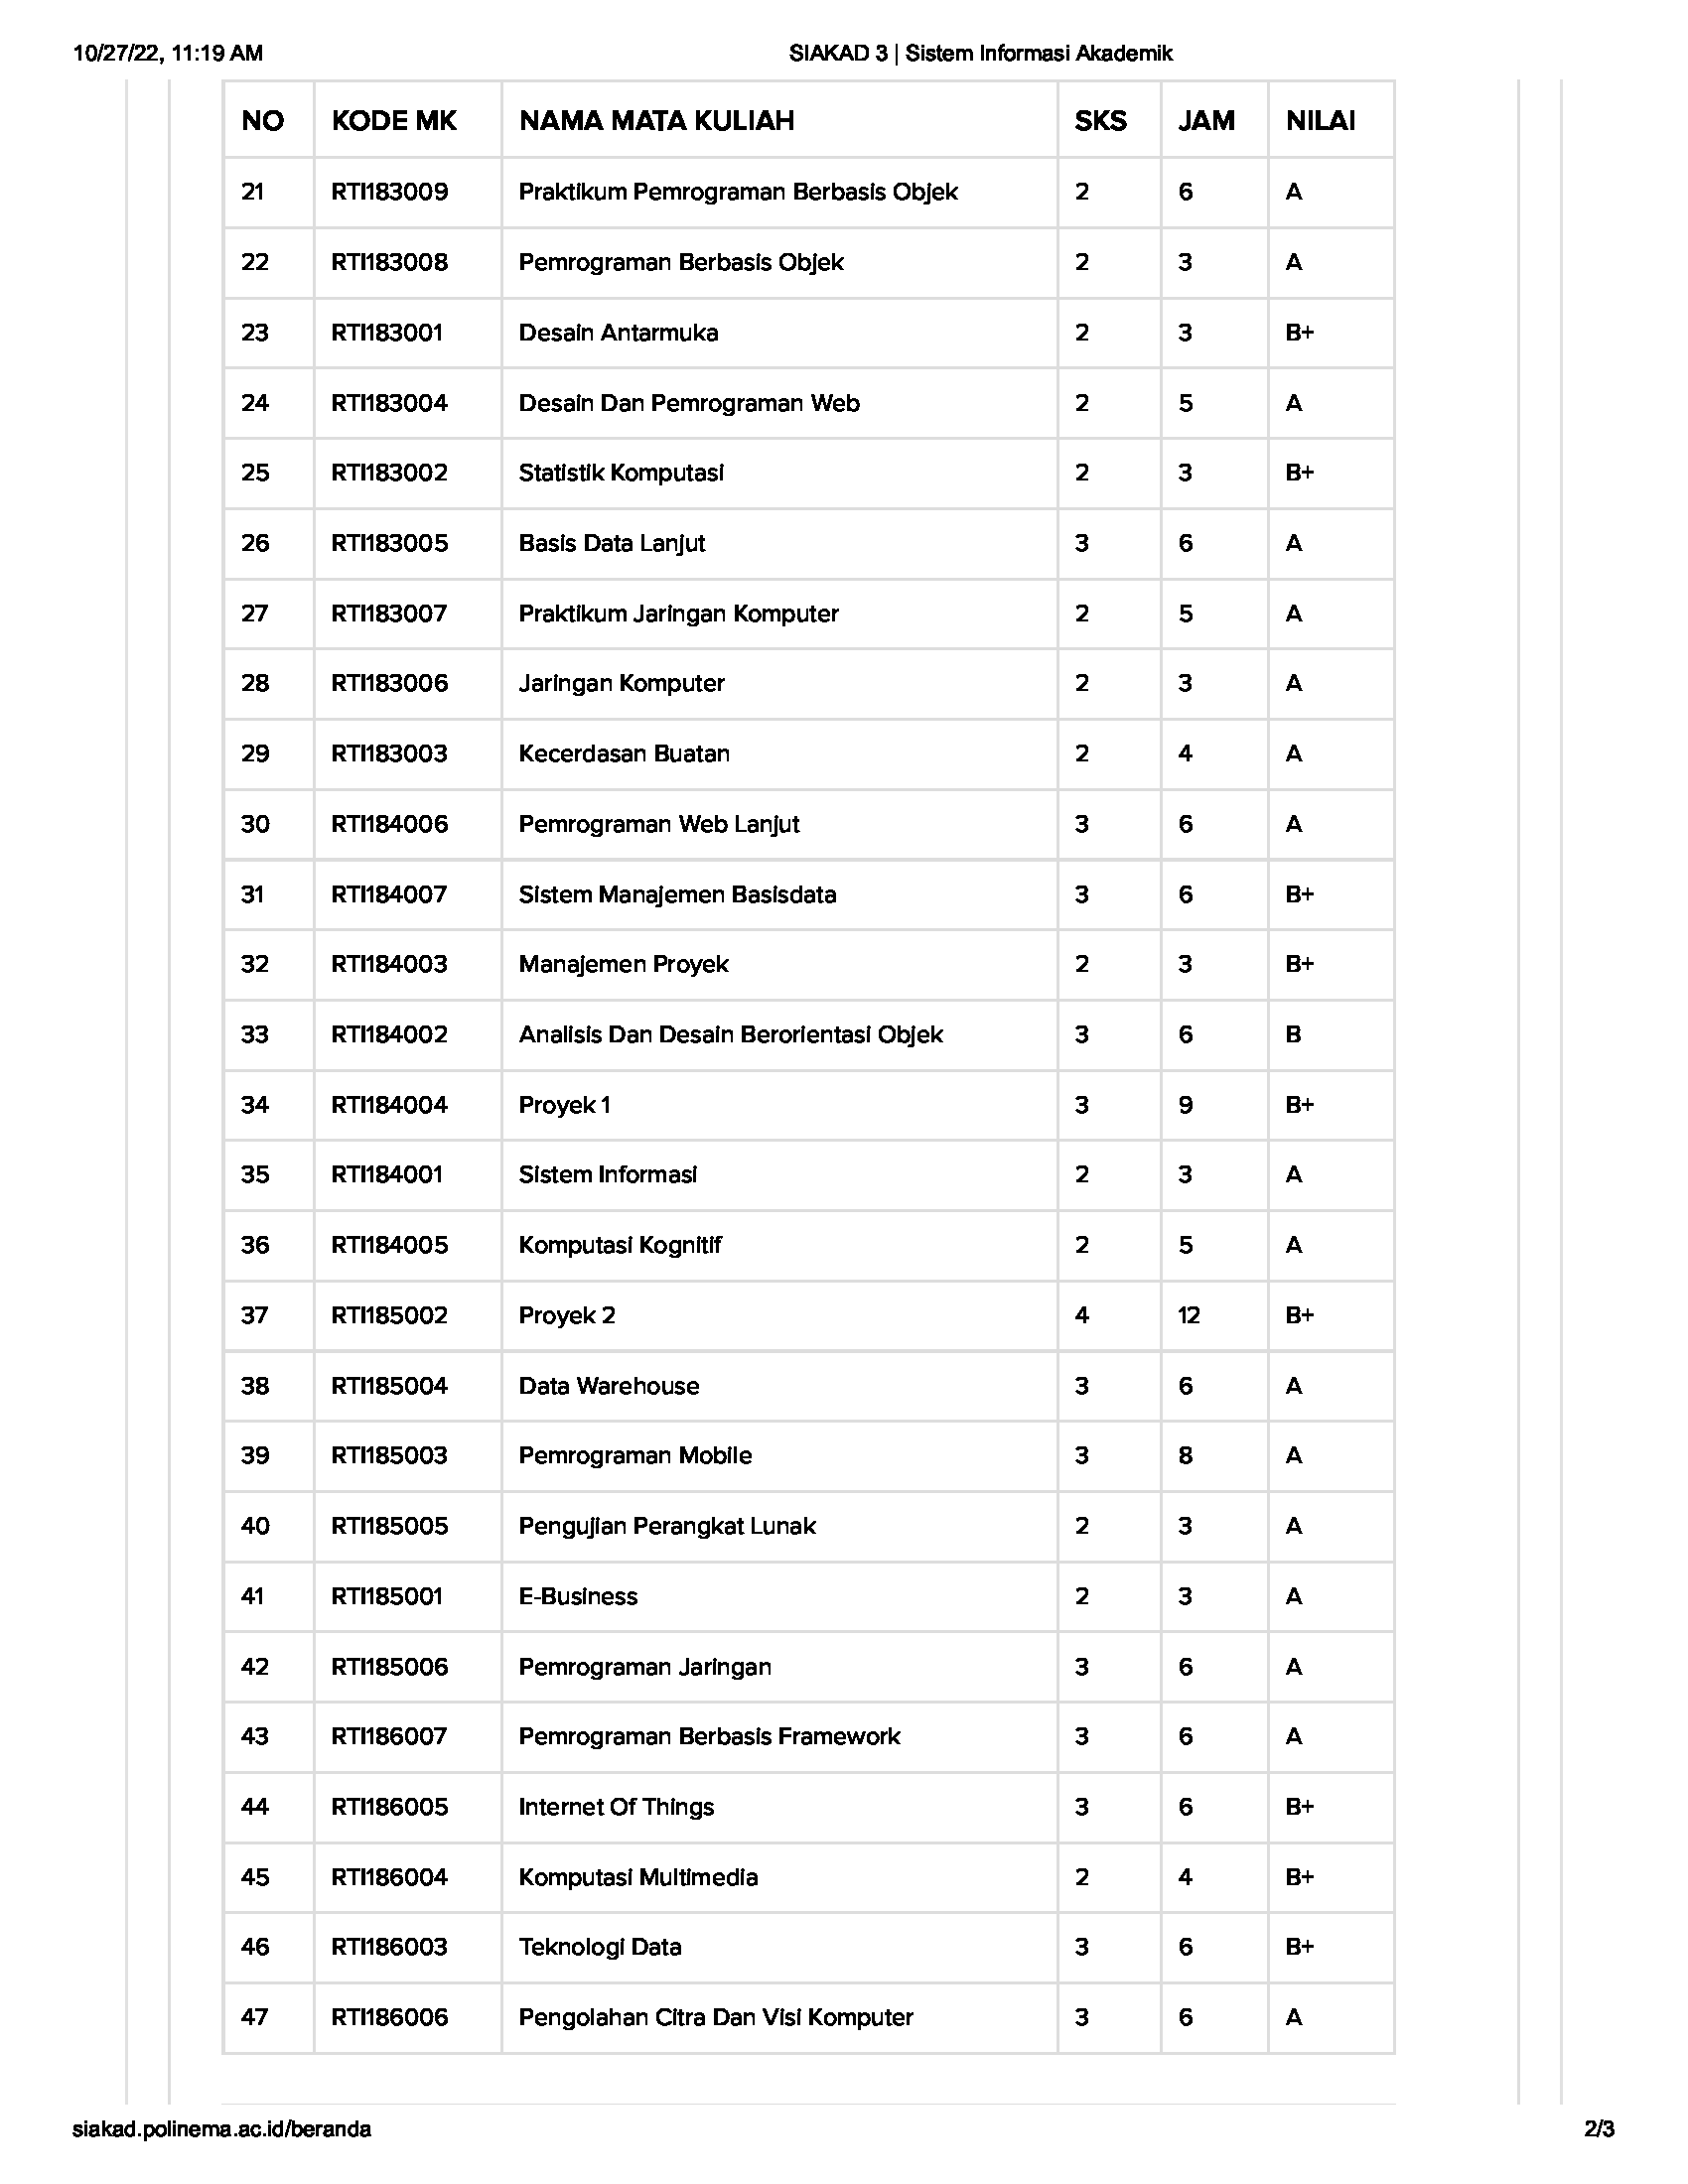 10/27/22, 11:19 AM SIAKAD 3 | Sistem Informasi Akademik
NO KODE MK NAMA MATA KULIAH SKS JAM NILAI
21 RTI183009 Praktikum Pemrograman Berbasis Objek 2 6 A
22 RTI183008 Pemrograman Berbasis Objek 2 3 A
23 RTI183001 Desain Antarmuka 2 3 B+
24 RTI183004 Desain Dan Pemrograman Web 2 5 A
25 RTI183002 Statistik Komputasi 2 3 B+
26 RTI183005 Basis Data Lanjut 3 6 A
27 RTI183007 Praktikum Jaringan Komputer 2 5 A
28 RTI183006 Jaringan Komputer 2 3 A
29 RTI183003 Kecerdasan Buatan 2 4 A
30 RTI184006 Pemrograman Web Lanjut 3 6 A
31 RTI184007 Sistem Manajemen Basisdata 3 6 B+
32 RTI184003 Manajemen Proyek 2 3 B+
33 RTI184002 Analisis Dan Desain Berorientasi Objek 3 6 B
34 RTI184004 Proyek 1 3 9 B+
35 RTI184001 Sistem Informasi 2 3 A
36 RTI184005 Komputasi Kognitif 2 5 A
37 RTI185002 Proyek 2 4 12 B+
38 RTI185004 Data Warehouse 3 6 A
39 RTI185003 Pemrograman Mobile 3 8 A
40 RTI185005 Pengujian Perangkat Lunak 2 3 A
41 RTI185001 E-Business 2 3 A
42 RTI185006 Pemrograman Jaringan 3 6 A
43 RTI186007 Pemrograman Berbasis Framework 3 6 A
44 RTI186005 Internet Of Things 3 6 B+
45 RTI186004 Komputasi Multimedia 2 4 B+
46 RTI186003 Teknologi Data 3 6 B+
47 RTI186006 Pengolahan Citra Dan Visi Komputer 3 6 A
siakad.polinema.ac.id/beranda 2/3